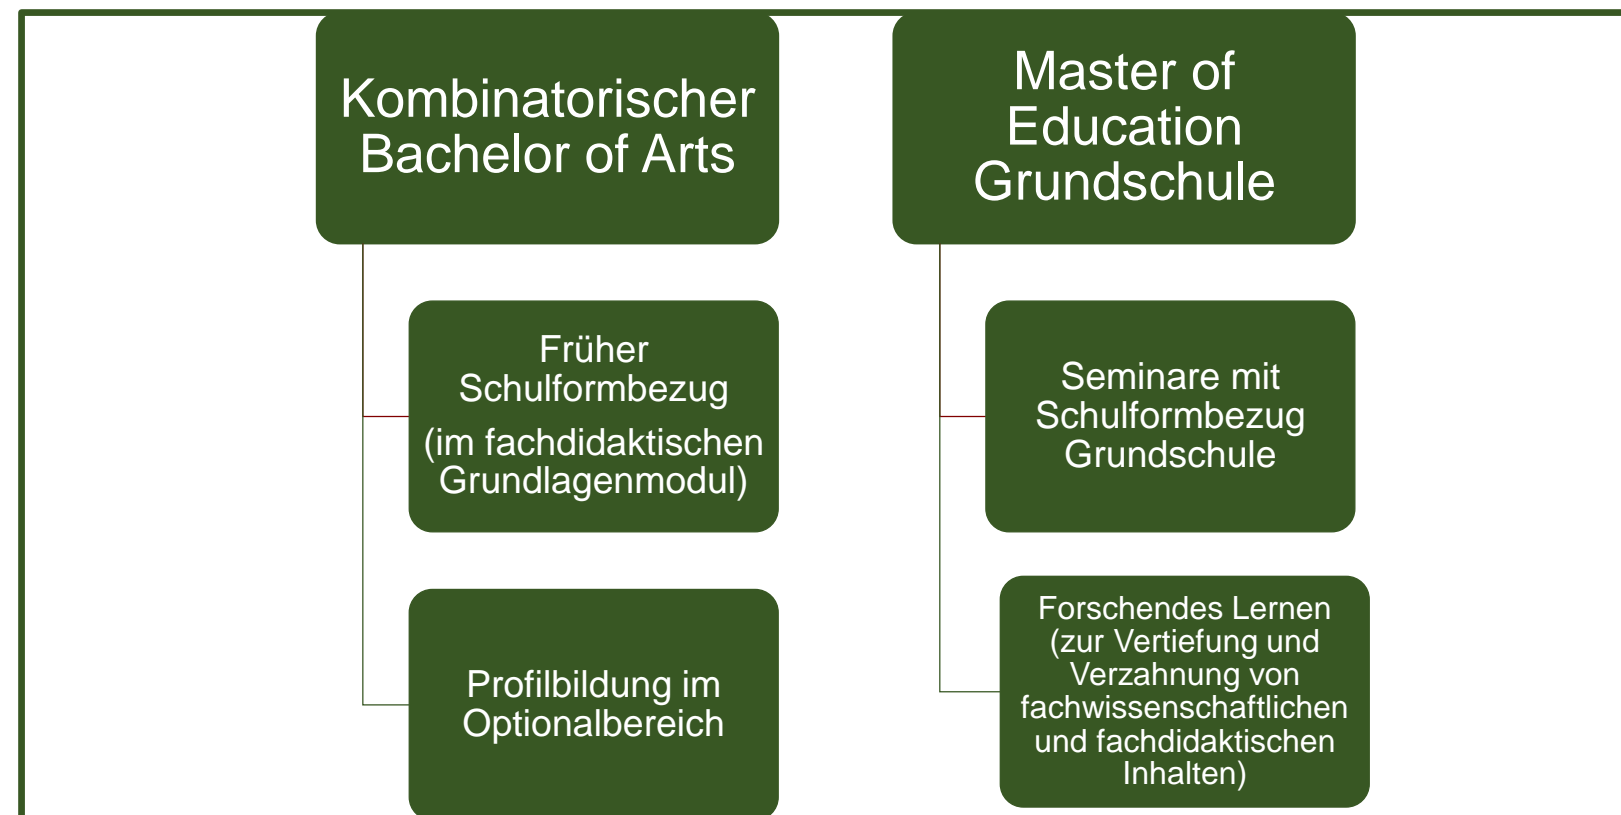 Kombinatorischer
Bachelor of Arts
Früher
Schulformbezug
(im fachdidaktischen
Grundlagenmodul)
Profilbildung im
Optionalbereich
Master of
Education
Grundschule
Seminare mit
Schulformbezug
Grundschule
Forschendes Lernen
(zur Vertiefung und
Verzahnung von
fachwissenschaftlichen
und fachdidaktischen
Inhalten)